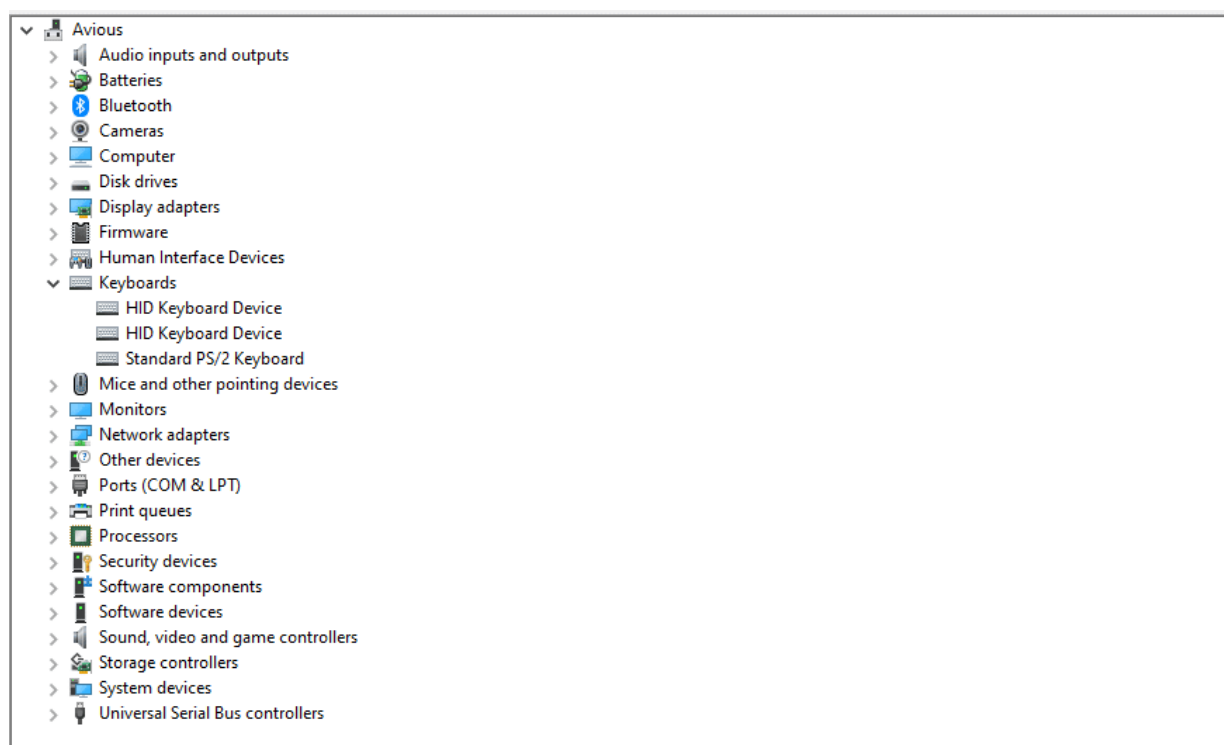 Avious
Audio inputs and outputs
Batteries
Bluetooth
Cameras
Computer
Disk drives
Display adapters
Firmware
Human Interface Devices
Keyboards
HID Keyboard Device
HID Keyboard Device
Standard PS/2 Keyboard
Mice and other pointing devices
Monitors
Network adapters
Other devices
Ports (COM & LPT)
Print queues
Processors
Security devices
Software components
Software devices
Sound, video and game controllers
Storage controllers
System devices
Universal Serial Bus controllers